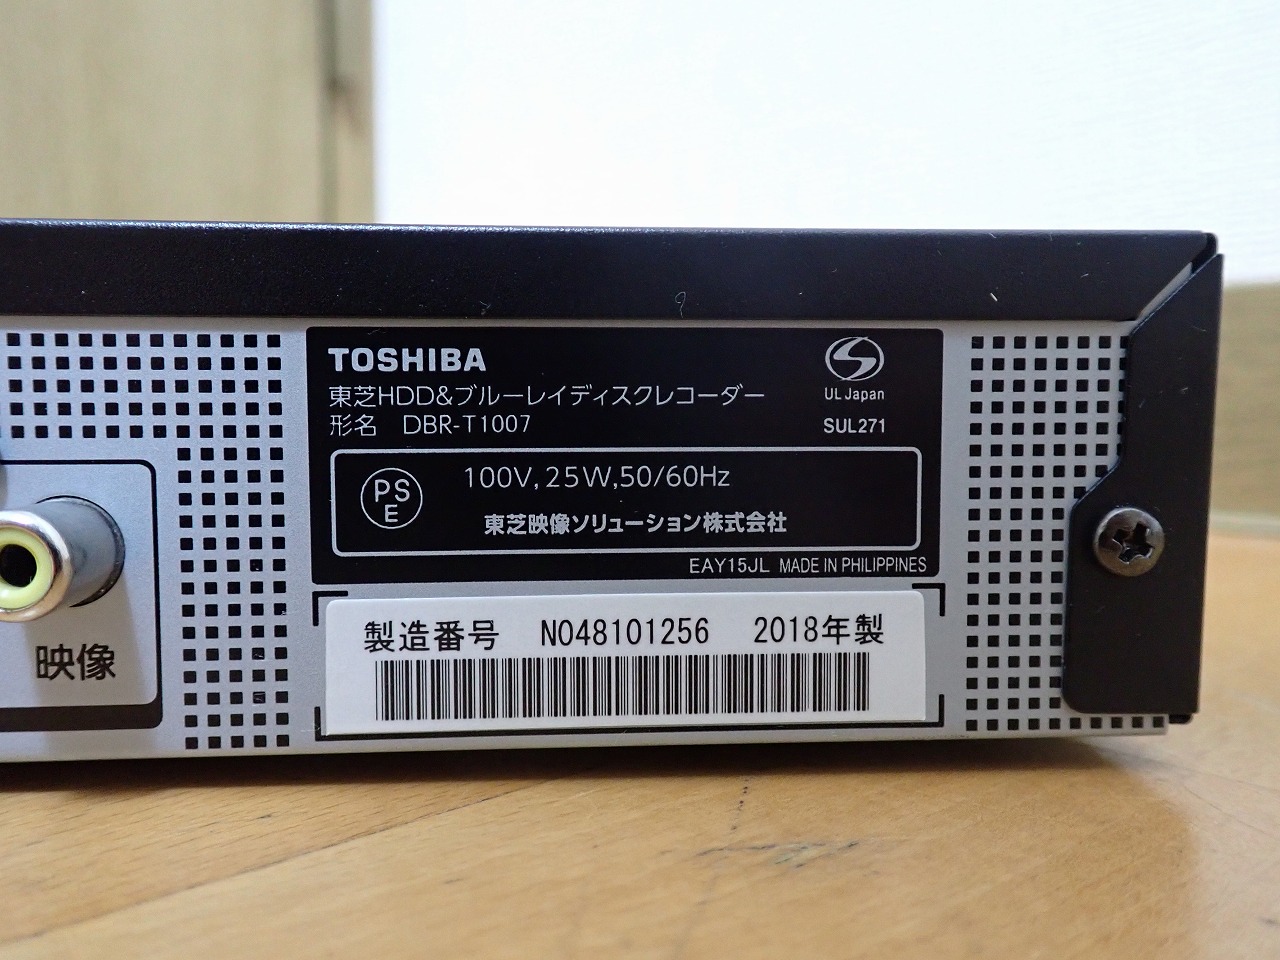 TOSHIBA
東芝HDD&ブルーレイディスクレコーダー
形名 DBR-T1007
UL Japan
SUL271
PS
E
100V,25W,50/60Hz
東芝映像ソリューション株式会社
EAY15JL MADE IN PHILIPPINES
製造番号 N048101256 2018年製
映像